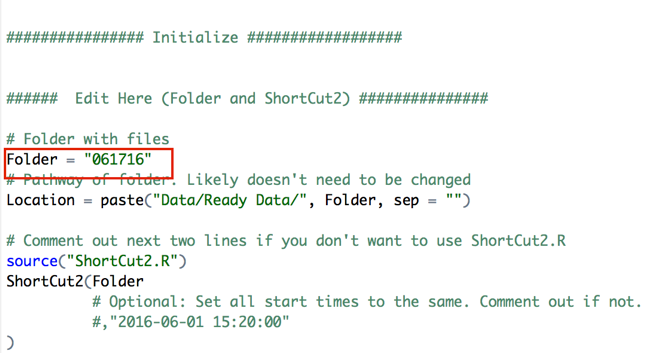 ################ Initialize ##################
###### Edit Here (Folder and ShortCut2) ###############
# Folder with files
Folder = "061716"
# Pathway of folder. Likely doesn't need to be changed
Location = paste("Data/Ready Data/", Folder, sep = "")
# Comment out next two lines if you don't want to use ShortCut2.R
source("ShortCut2.R")
ShortCut2(Folder
# Optional: Set all start times to the same. Comment out if not.
#,"2016-06-01 15:20:00"
)